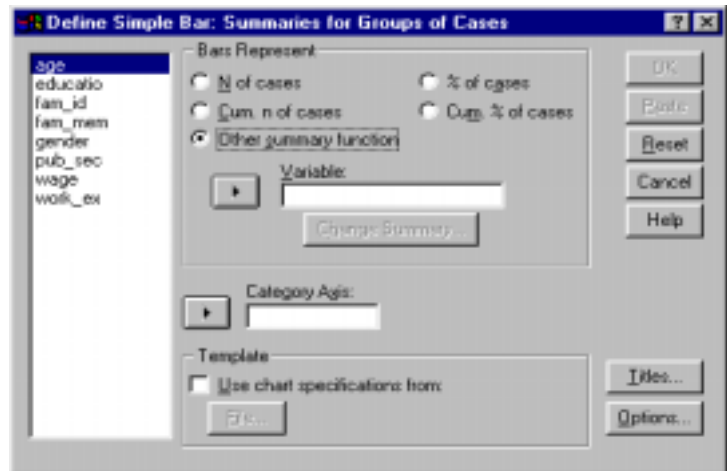 Define Simple Bar: Summaries for Groups of Cases
age
educatio
fam_id
fam_mem
gender
pub_sec
wage
work_ex
Bars Represent
N of cases
% of cases
Cum. n of cases
Cum. % of cases
Other summary function
Variable:
Change Summary...
Category Axis:
Template
Use chart specifications from:
File...
OK
Paste
Reset
Cancel
Help
Titles...
Options...